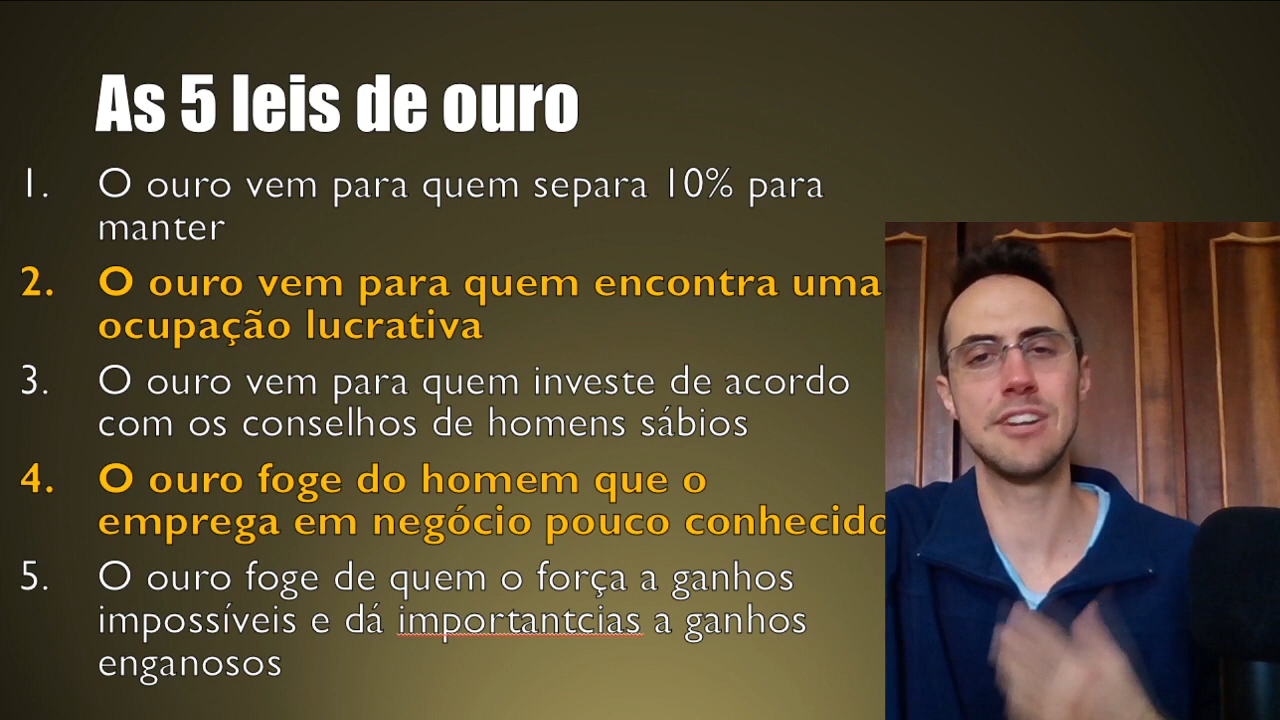 As 5 leis de ouro
1. O ouro vem para quem separa 10% para
manter
2. O ouro vem para quem encontra uma
ocupação lucrativa
3. O ouro vem para quem investe de acordo
com os conselhos de homens sábios
4. O ouro foge do homem que o
emprega em negócio pouco conhecido
5. O ouro foge de quem o força a ganhos
impossíveis e dá importantcias a ganhos
enganosos